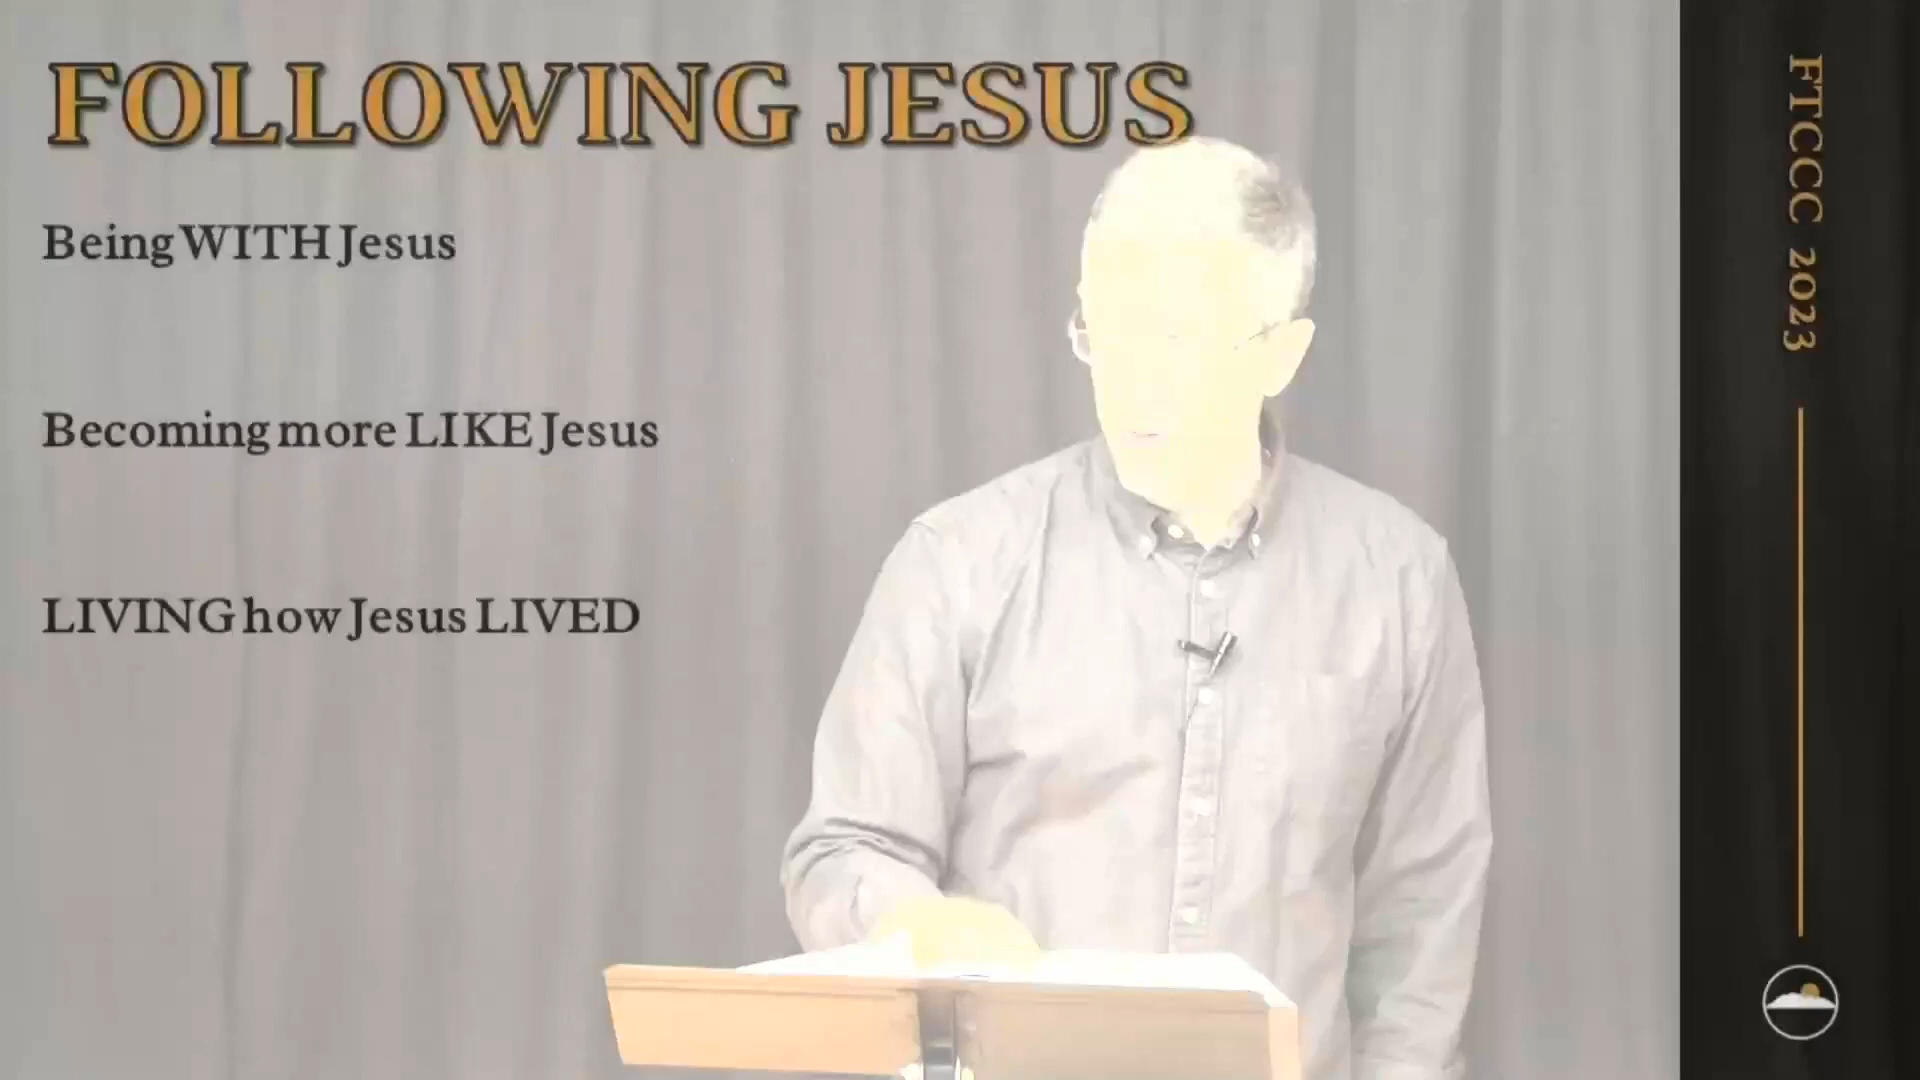 FOLLOWING JESUS
Being WITH Jesus
Becoming more LIKE Jesus
LIVING how Jesus LIVED
FTCCC 2023